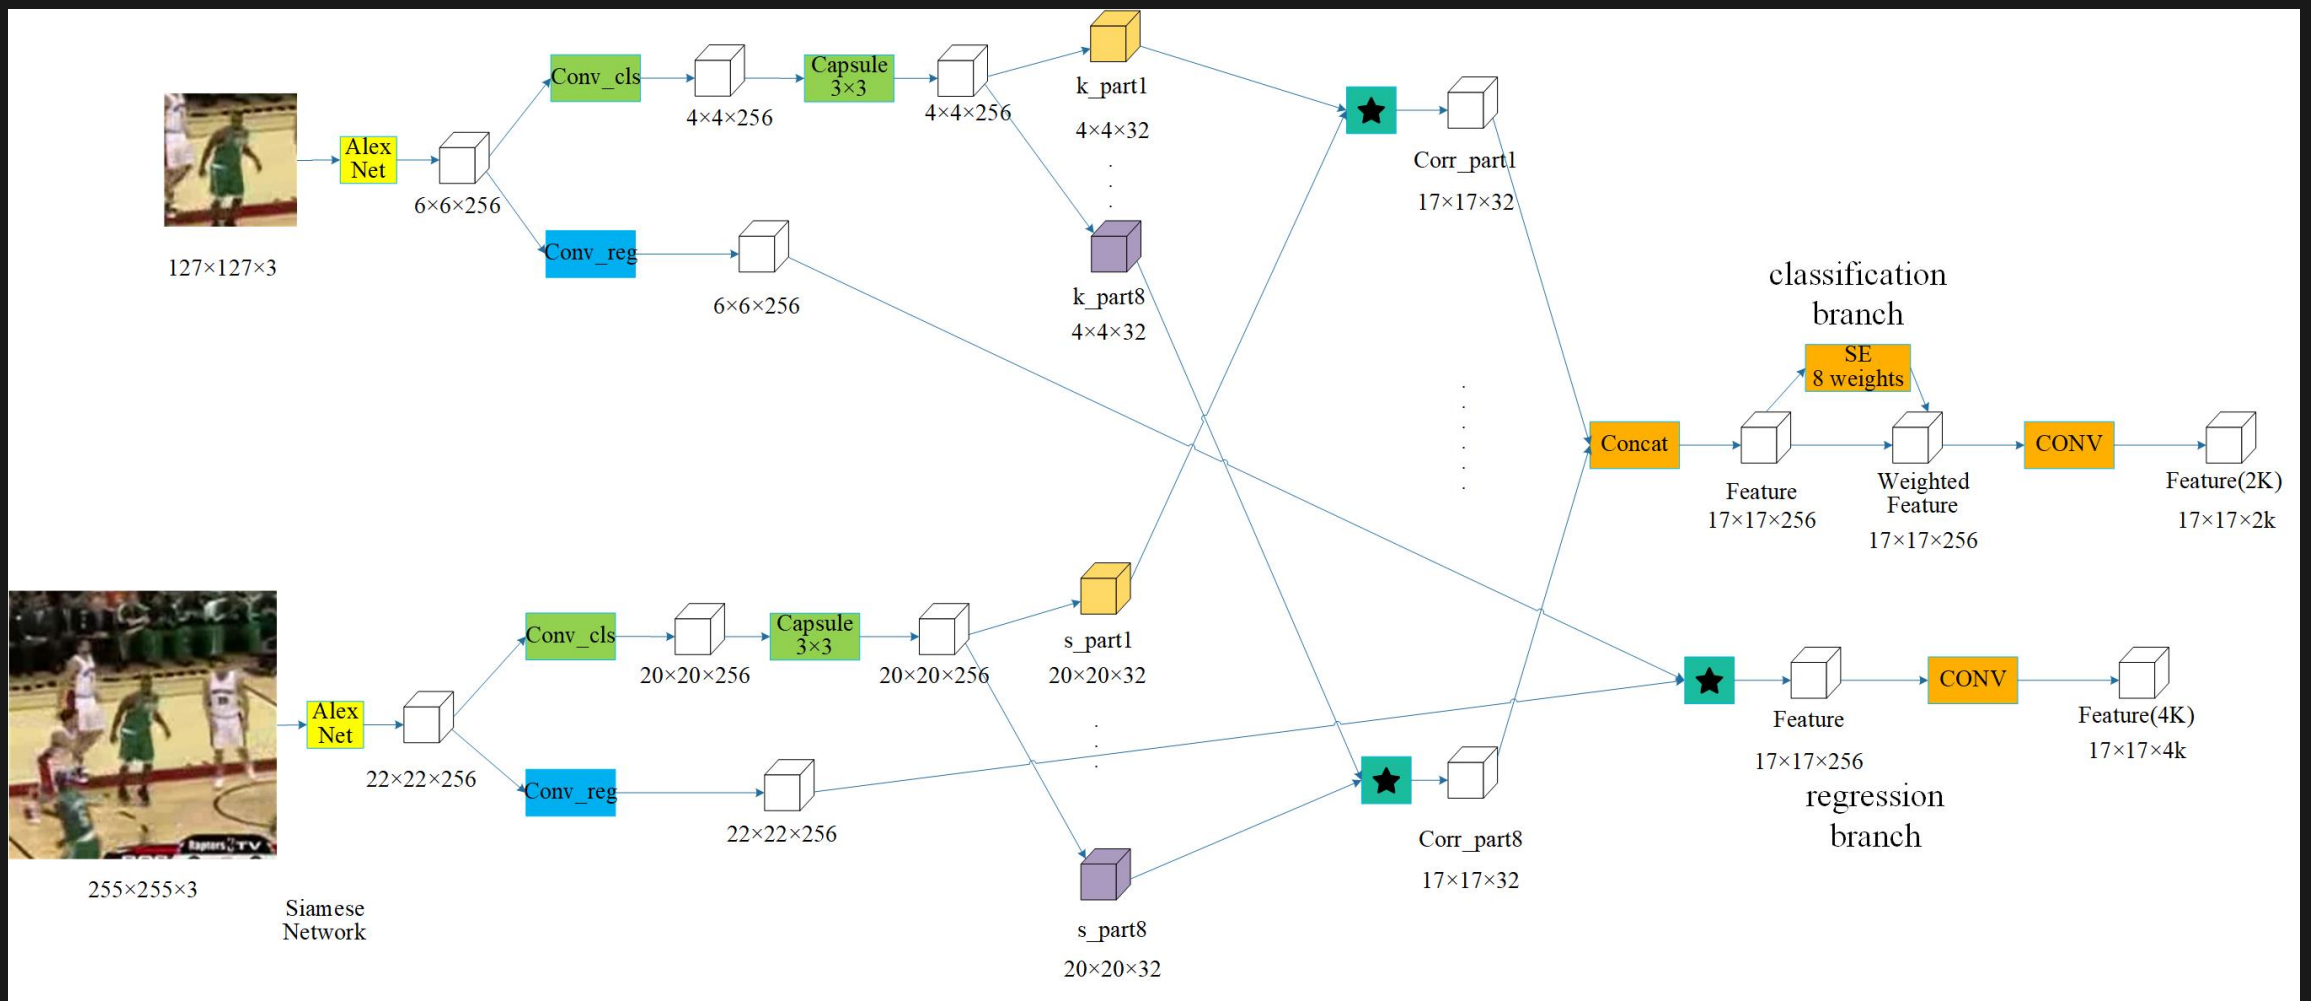 127×127×3
Alex
Net
6×6×256
Conv_cls
4×4×256
Capsule
3×3
4×4×256
k_part1
4×4×32
Conv_reg
6×6×256
k_part8
4×4×32
Corr_part1
17×17×32
255×255×3
Raptors TV
Siamese
Network
Alex
Net
22×22×256
Conv_cls
20×20×256
Capsule
3×3
20×20×256
s_part1
20×20×32
Conv_reg
22×22×256
s_part8
20×20×32
Corr_part8
17×17×32
classification
branch
SE
8 weights
Concat
Feature
17×17×256
Weighted
Feature
17×17×256
CONV
Feature(2K)
17×17×2k
Feature
17×17×256
CONV
Feature(4K)
17×17×4k
regression
branch